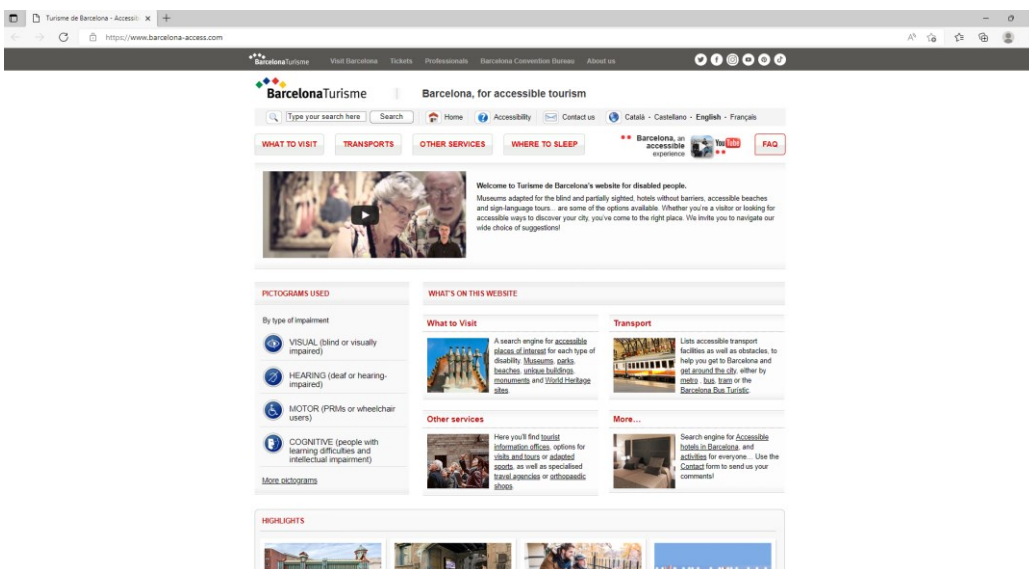 Turisme de Barcelona - Accessib
https://www.barcelona-access.com
BarcelonaTurisme Visit Barcelona Tickets Professionals Barcelona Convention Bureau About us
BarcelonaTurisme
Barcelona, for accessible tourism
Type your search here Search Home Accessibility Contact us Català - Castellano - English - Français
WHAT TO VISIT TRANSPORTS OTHER SERVICES WHERE TO SLEEP
Barcelona, an
accessible
experience
You Tube
FAQ
Welcome to Turisme de Barcelona's website for disabled people.
Museums adapted for the blind and partially sighted, hotels without barriers, accessible beaches
and sign-language tours... are some of the options available. Whether you're a visitor or looking for
accessible ways to discover your city, you've come to the right place. We invite you to navigate our
wide choice of suggestions!
PICTOGRAMS USED
By type of impairment
VISUAL (blind or visually
impaired)
HEARING (deaf or hearing-
impaired)
MOTOR (PRMs or wheelchair
users)
COGNITIVE (people with
learning difficulties and
intellectual impairment)
More pictograms
WHAT'S ON THIS WEBSITE
What to Visit
A search engine for accessible
places of interest for each type of
disability. Museums, parks,
beaches, unique buildings,
monuments and World Heritage
sites.
Transport
Lists accessible transport
facilities as well as obstacles, to
help you get to Barcelona and
get around the city, either by
metro , bus, tram or the
Barcelona Bus Turístic.
Other services
Here you'll find tourist
information offices, options for
visits and tours or adapted
sports, as well as specialised
travel agencies or orthopaedic
shops.
More...
Search engine for Accessible
hotels in Barcelona, and
activities for everyone... Use the
Contact form to send us your
comments!
HIGHLIGHTS